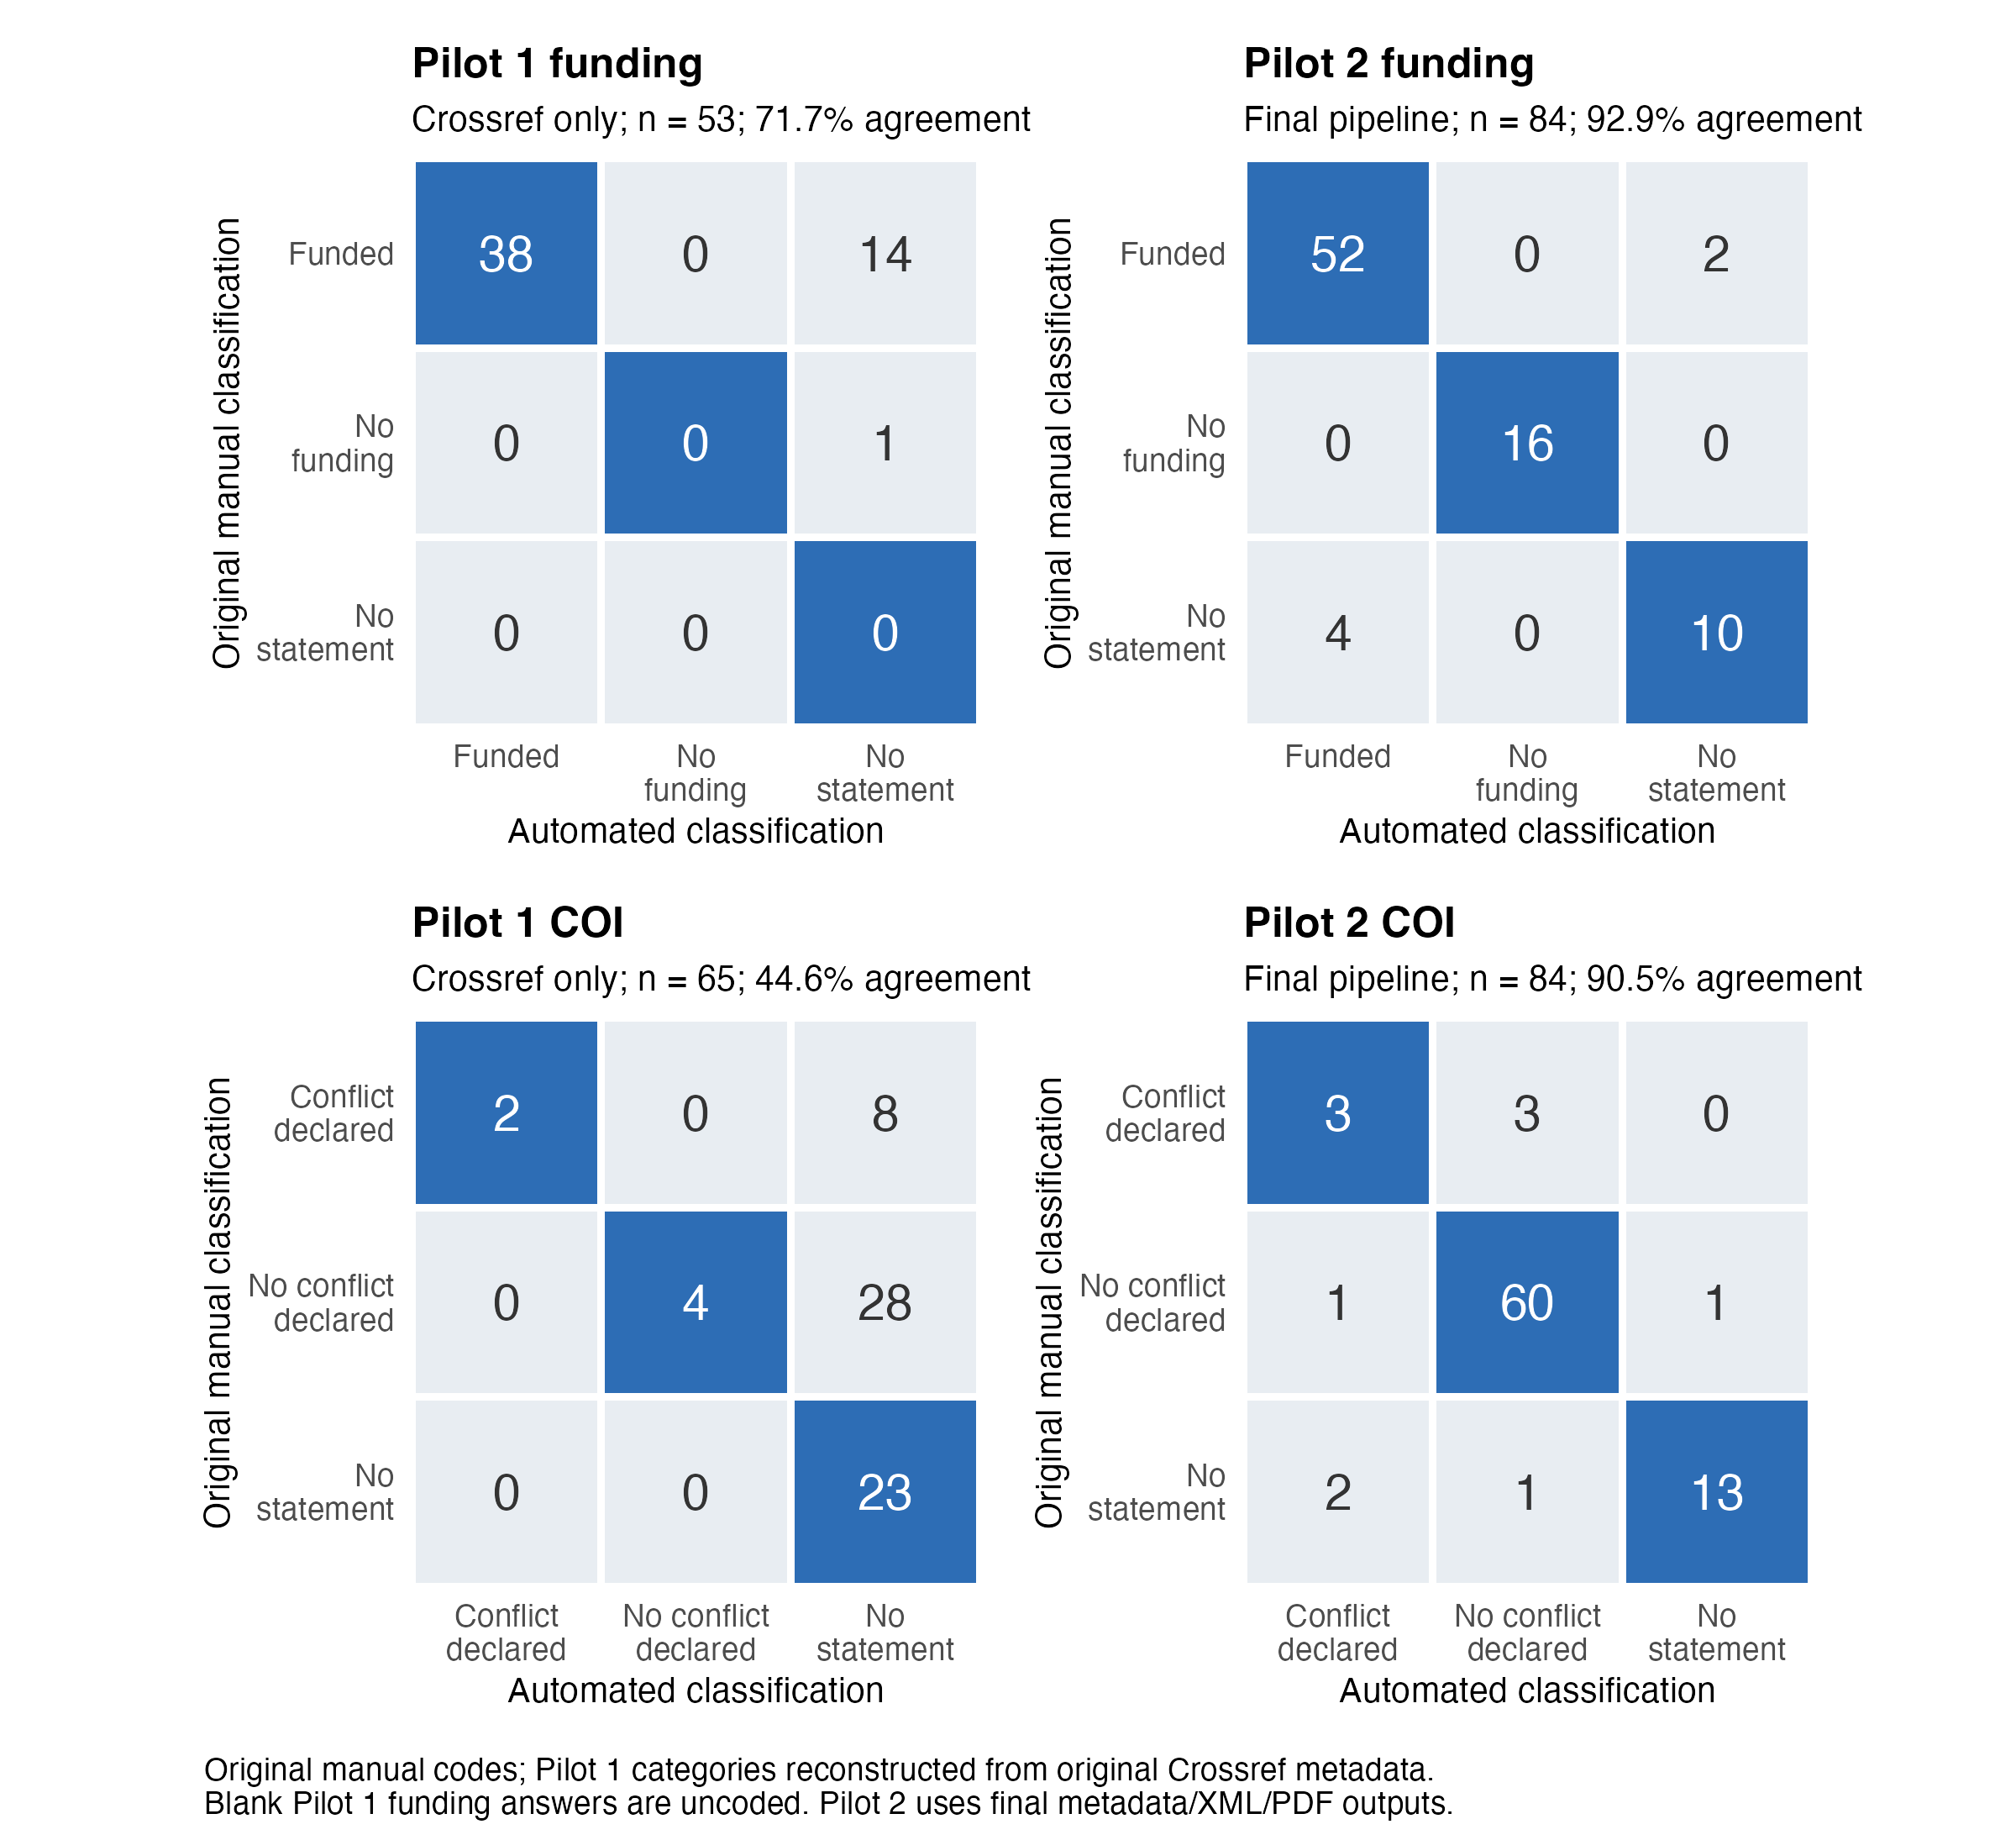 Pilot 1 funding
Crossref only; n = 53; 71.7% agreement
Original manual classification
Funded
38 0 14
No
funding
0 0 1
No
statement
0 0 0
Funded
No
funding
No
statement
Automated classification
Pilot 2 funding
Final pipeline; n = 84; 92.9% agreement
Original manual classification
Funded
52 0 2
No
funding
0 16 0
No
statement
4 0 10
Funded
No
funding
No
statement
Automated classification
Pilot 1 COI
Crossref only; n = 65; 44.6% agreement
Original manual classification
Conflict
declared
2 0 8
No conflict
declared
0 4 28
No
statement
0 0 23
Conflict
declared
No conflict
declared
No
statement
Automated classification
Pilot 2 COI
Final pipeline; n = 84; 90.5% agreement
Original manual classification
Conflict
declared
3 3 0
No conflict
declared
1 60 1
No
statement
2 1 13
Conflict
declared
No conflict
declared
No
statement
Automated classification
Original manual codes; Pilot 1 categories reconstructed from original Crossref metadata.
Blank Pilot 1 funding answers are uncoded. Pilot 2 uses final metadata/XML/PDF outputs.